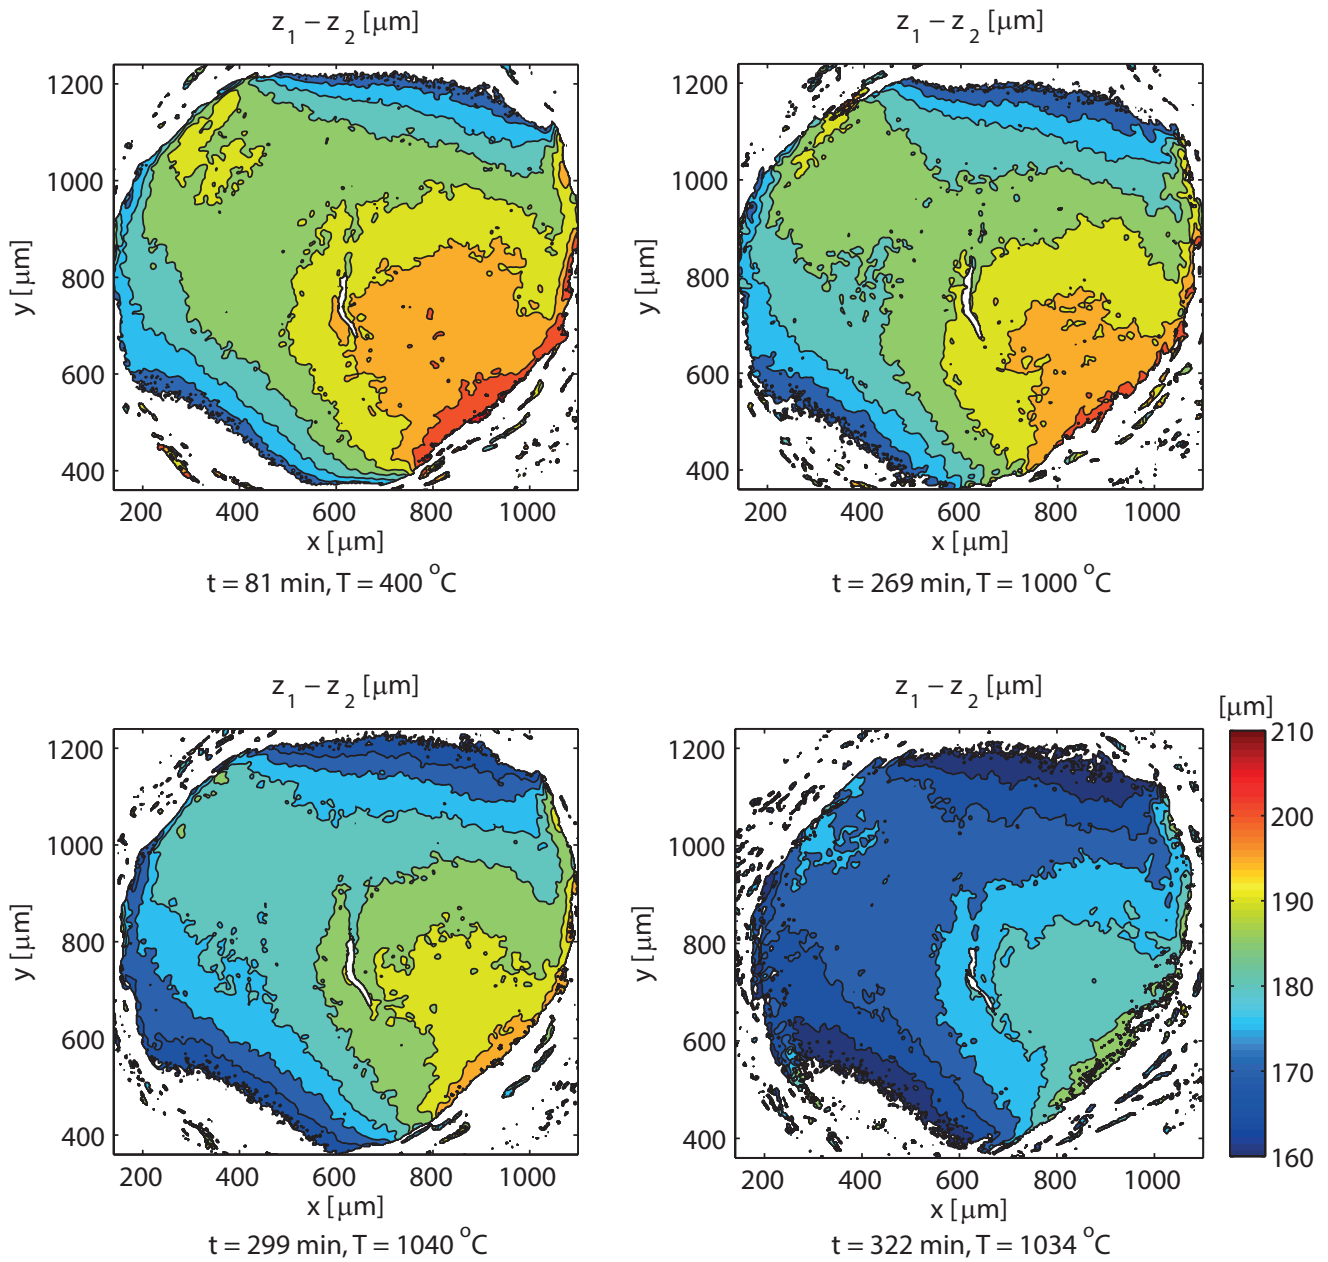 z₁ − z₂ [μm]
1200
1000
800
600
400
y [μm]
200 400 600 800 1000
x [μm]
t = 81 min, T = 400 °C
z₁ − z₂ [μm]
1200
1000
800
600
400
y [μm]
200 400 600 800 1000
x [μm]
t = 269 min, T = 1000 °C
z₁ − z₂ [μm]
1200
1000
800
600
400
y [μm]
200 400 600 800 1000
x [μm]
t = 299 min, T = 1040 °C
z₁ − z₂ [μm]
1200
1000
800
600
400
y [μm]
200 400 600 800 1000
x [μm]
t = 322 min, T = 1034 °C
[μm]
210
200
190
180
170
160